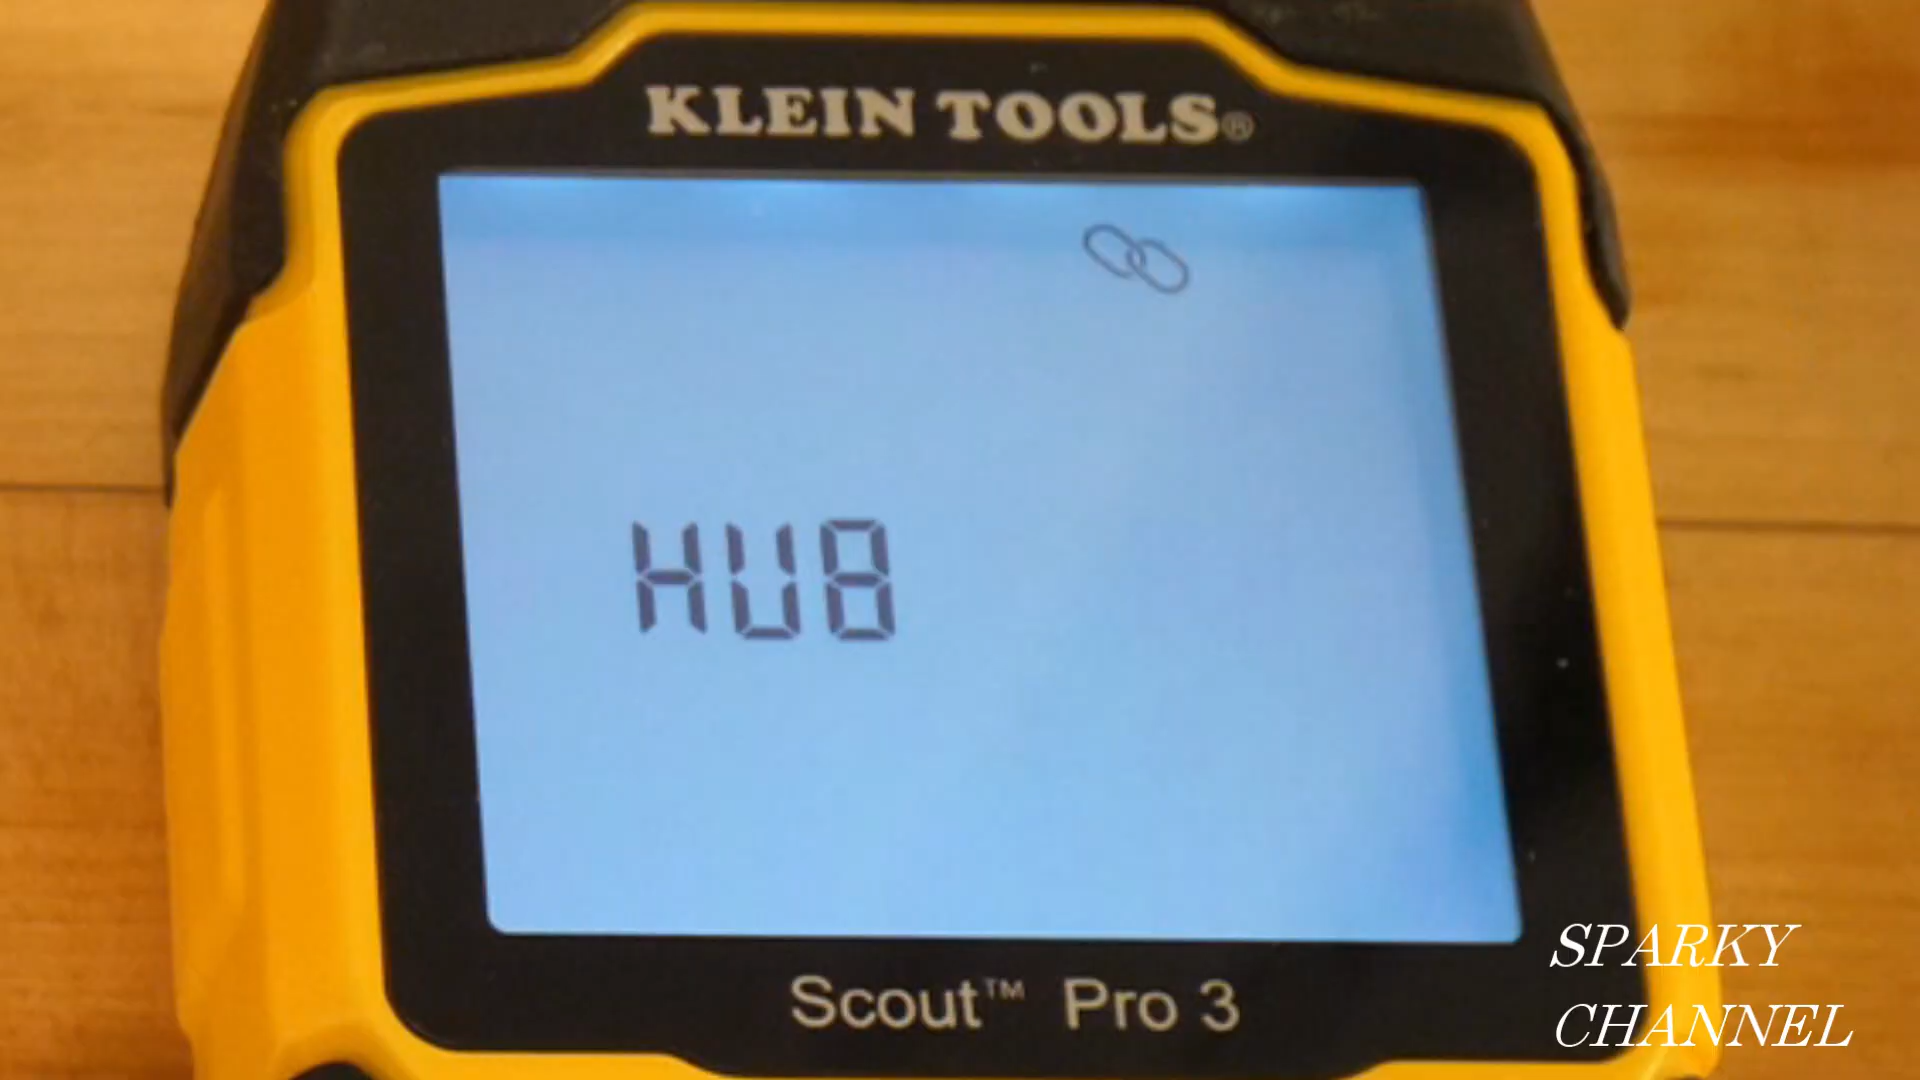 KLEIN TOOLS®
HUB
Scout™ Pro 3
SPARKY
CHANNEL